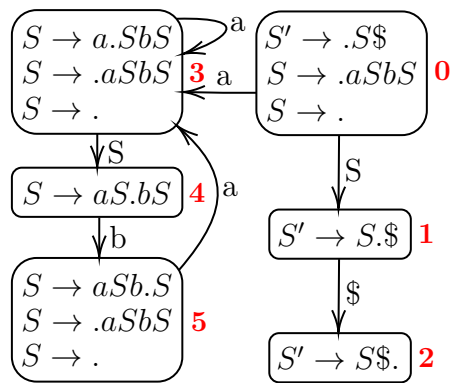 S → a.SbS
S → .aSbS
S → .
3
a
S' → .S$
S → .aSbS
S → .
0
a
S
S → aS.bS
4
b
S → aSb.S
S → .aSbS
S → .
5
a
S
S' → S.$
1
$
S' → S$.
2